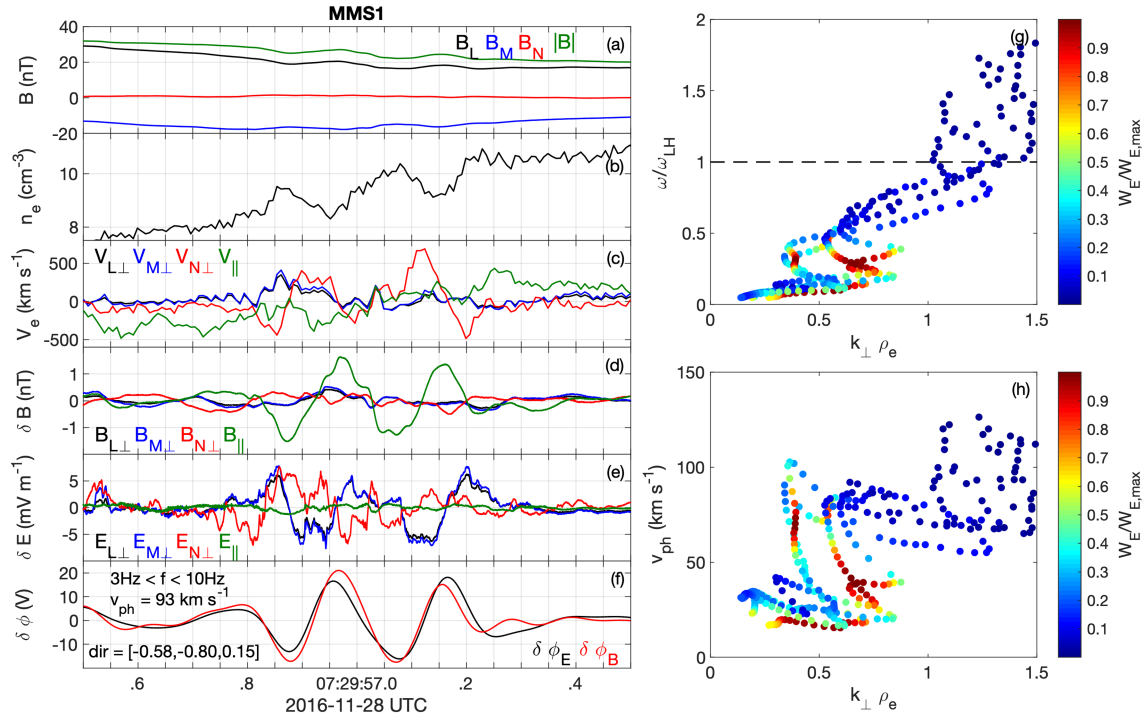 MMS1
40
20
0
-20
B (nT)
B_L B_M B_N |B|
(a)
10
8
n_e (cm^-3)
(b)
500
0
-500
V_e (km s^-1)
V_L⊥ V_M⊥ V_N⊥ V_||
(c)
1
0
-1
δ B (nT)
B_L⊥ B_M⊥ B_N⊥ B_||
(d)
5
0
-5
δ E (mV m^-1)
E_L⊥ E_M⊥ E_N⊥ E_||
(e)
20
10
0
-10
δ ϕ (V)
3Hz < f < 10Hz
v_ph = 93 km s^-1
dir = [-0.58,-0.80,0.15]
δ ϕ_E δ ϕ_B
(f)
.6 .8 07:29:57.0 .2 .4
2016-11-28 UTC
2
1.5
1
0.5
0
ω/ω_LH
(g)
0 0.5 1 1.5
k_⊥ ρ_e
0.9
0.8
0.7
0.6
0.5
0.4
0.3
0.2
0.1
W_E/W_E,max
150
100
50
0
v_ph (km s^-1)
(h)
0 0.5 1 1.5
k_⊥ ρ_e
0.9
0.8
0.7
0.6
0.5
0.4
0.3
0.2
0.1
W_E/W_E,max